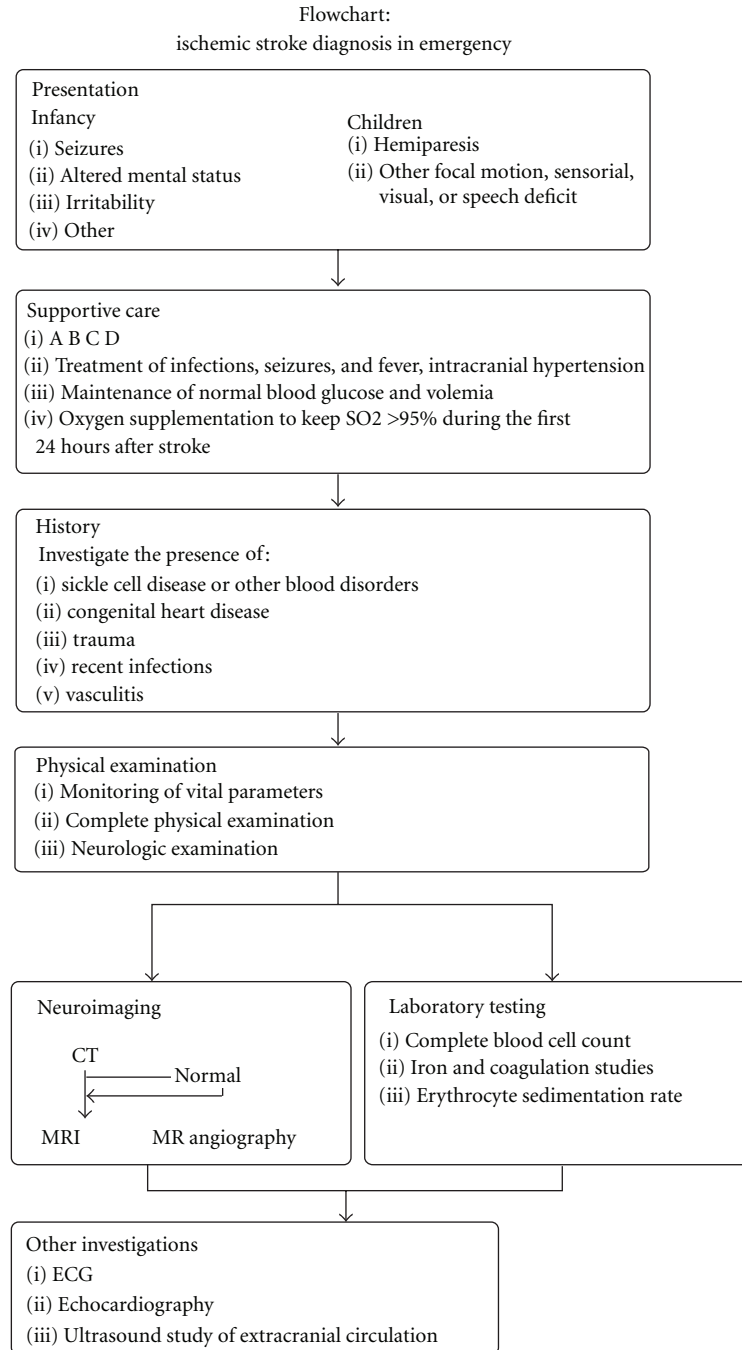 Flowchart:
ischemic stroke diagnosis in emergency
Presentation
Infancy
(i) Seizures
(ii) Altered mental status
(iii) Irritability
(iv) Other
Children
(i) Hemiparesis
(ii) Other focal motion, sensorial,
visual, or speech deficit
Supportive care
(i) A B C D
(ii) Treatment of infections, seizures, and fever, intracranial hypertension
(iii) Maintenance of normal blood glucose and volemia
(iv) Oxygen supplementation to keep SO2 >95% during the first
24 hours after stroke
History
Investigate the presence of:
(i) sickle cell disease or other blood disorders
(ii) congenital heart disease
(iii) trauma
(iv) recent infections
(v) vasculitis
Physical examination
(i) Monitoring of vital parameters
(ii) Complete physical examination
(iii) Neurologic examination
Neuroimaging
CT
Normal
MRI
MR angiography
Laboratory testing
(i) Complete blood cell count
(ii) Iron and coagulation studies
(iii) Erythrocyte sedimentation rate
Other investigations
(i) ECG
(ii) Echocardiography
(iii) Ultrasound study of extracranial circulation